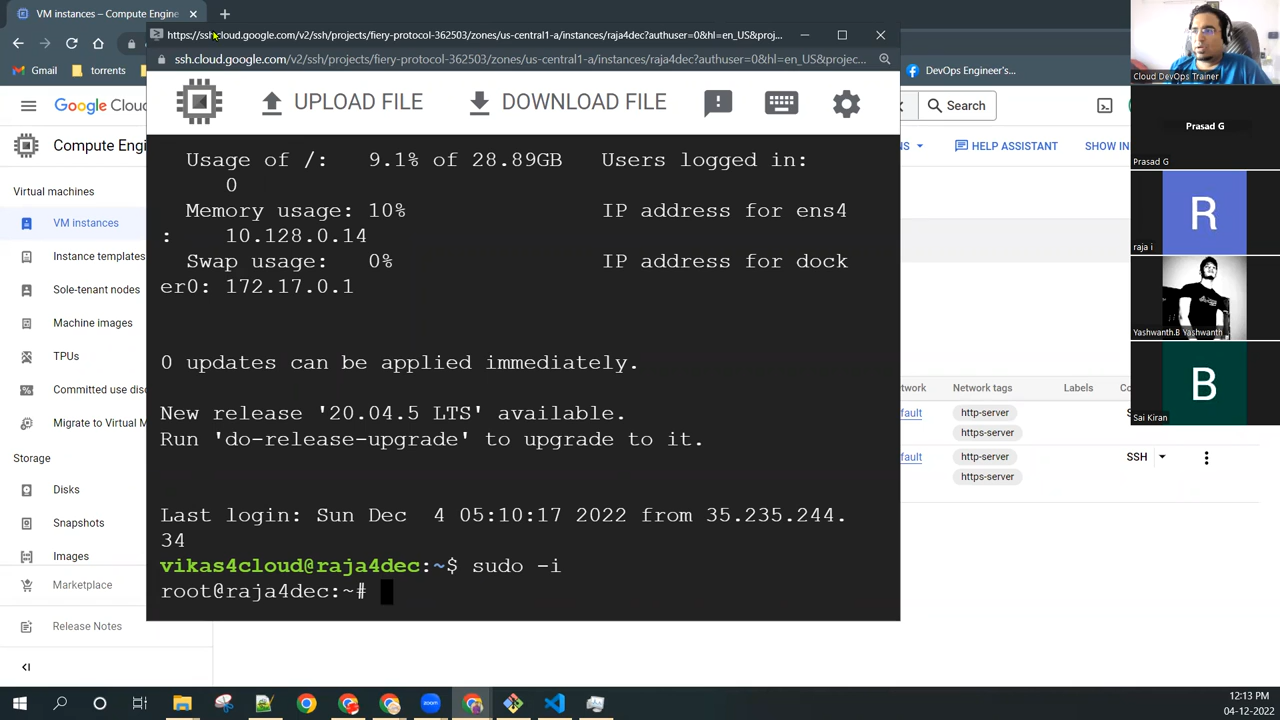 VM instances
https://ssh.cloud.google.com/v2/ssh/projects/fiery-protocol-362503/zones/us-central1-a/instances/raja4dec?authuser=0&hl=en_US&proj...
ssh.cloud.google.com/v2/ssh/projects/fiery-protocol-362503/zones/us-central1-a/instances/raja4dec?authuser=0&hl=en_US&projec...
Gmail
torrents
DevOps Engineer's...
Google Clou
UPLOAD FILE
DOWNLOAD FILE
Search
Compute Engi
NS
HELP ASSISTANT
SHOW IN
Virtual machines
VM instances
Instance templates
Sole-tenant nodes
Machine images
TPUs
Committed use disc
Migrate to Virtual M
Storage
Disks
Snapshots
Images
Marketplace
Release Notes
Usage of /: 9.1% of 28.89GB Users logged in:
0
Memory usage: 10% IP address for ens4
: 10.128.0.14
Swap usage: 0% IP address for dock
er0: 172.17.0.1
0 updates can be applied immediately.
New release '20.04.5 LTS' available.
Run 'do-release-upgrade' to upgrade to it.
Last login: Sun Dec 4 05:10:17 2022 from 35.235.244.
34
vikas4cloud@raja4dec:~$ sudo -i
root@raja4dec:~#
twork
Network tags
Labels
Co
fault
http-server
https-server
fault
http-server
SSH
https-server
Cloud DevOps Trainer
Prasad G
Prasad G
R
raja i
Yashwanth.B Yashwanth
B
Sai Kiran
zoom
12:13 PM
04-12-2022